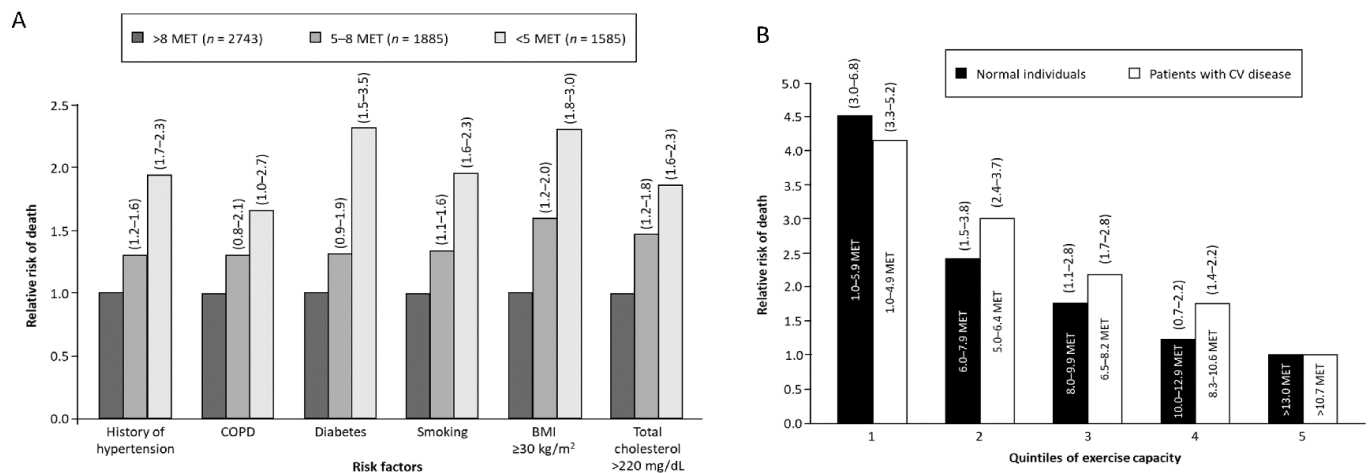 A
>8 MET (n = 2743) 5–8 MET (n = 1885) <5 MET (n = 1585)
Relative risk of death
2.5
2.0
1.5
1.0
0.5
0.0
(1.2–1.6)
(1.7–2.3)
(0.8–2.1)
(1.0–2.7)
(0.9–1.9)
(1.5–3.5)
(1.1–1.6)
(1.6–2.3)
(1.2–2.0)
(1.8–3.0)
(1.2–1.8)
(1.6–2.3)
History of
hypertension
COPD
Diabetes
Smoking
BMI
≥30 kg/m²
Total
cholesterol
>220 mg/dL
Risk factors
B
Normal individuals Patients with CV disease
Relative risk of death
5.0
4.5
4.0
3.5
3.0
2.5
2.0
1.5
1.0
0.5
0.0
(3.0–6.8)
(3.3–5.2)
(1.5–3.8)
(2.4–3.7)
(1.1–2.8)
(1.7–2.8)
(0.7–2.2)
(1.4–2.2)
1.0–5.9 MET
1.0–4.9 MET
6.0–7.9 MET
5.0–6.4 MET
8.0–9.9 MET
6.5–8.2 MET
10.0–12.9 MET
8.3–10.6 MET
>13.0 MET
>10.7 MET
1 2 3 4 5
Quintiles of exercise capacity